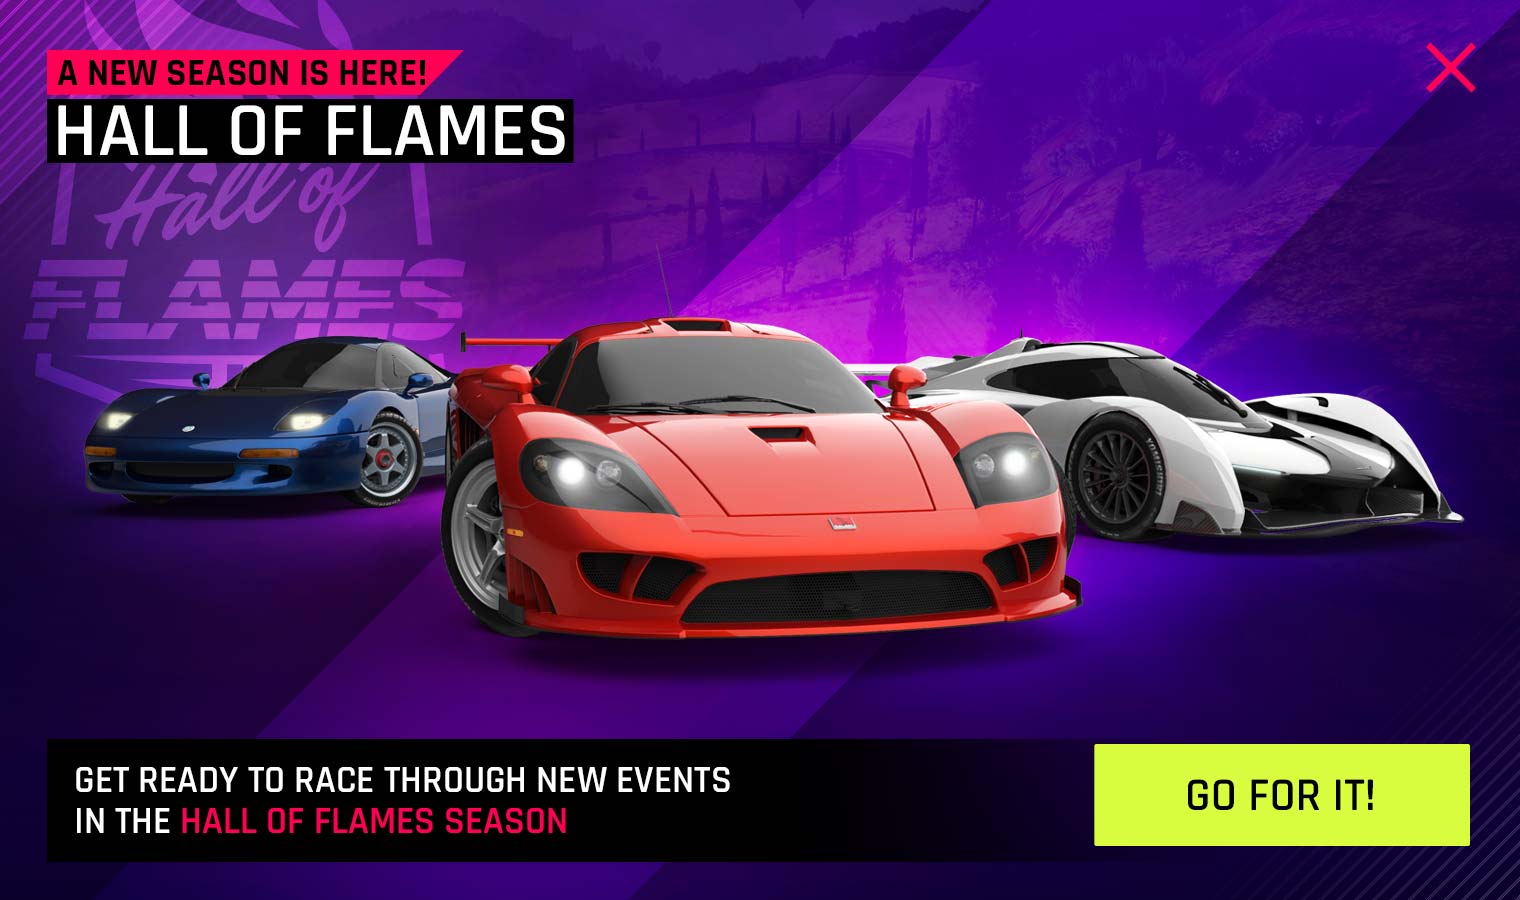 A NEW SEASON IS HERE!
HALL OF FLAMES
Hall of
FLAMES
GET READY TO RACE THROUGH NEW EVENTS
IN THE HALL OF FLAMES SEASON
GO FOR IT!